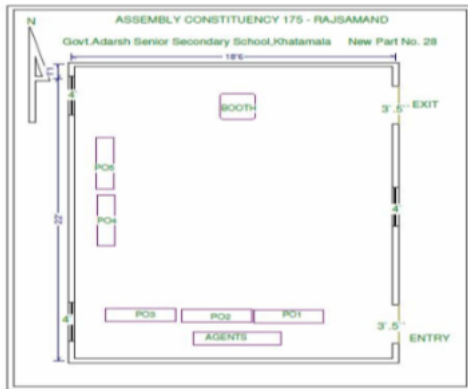 ASSEMBLY CONSTITUENCY 175 - RAJSAMAND
N
Govt.Adarsh Senior Secondary School,Khatamala New Part No. 28
18'6
4'
BOOTH
3'.5'' EXIT
PO5
PO4
4
22'
4'
PO3 PO2 PO1
3'.5''
AGENTS
ENTRY